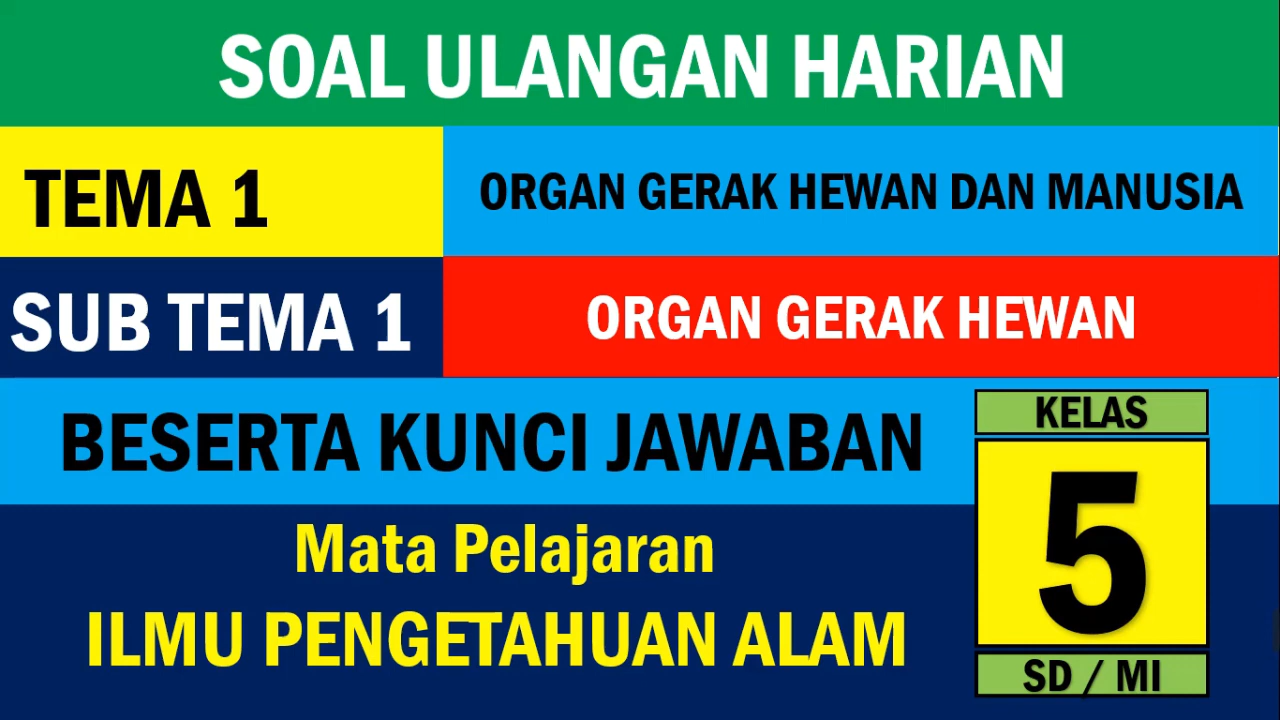 SOAL ULANGAN HARIAN
TEMA 1
ORGAN GERAK HEWAN DAN MANUSIA
SUB TEMA 1
ORGAN GERAK HEWAN
BESERTA KUNCI JAWABAN
KELAS
5
SD / MI
Mata Pelajaran
ILMU PENGETAHUAN ALAM